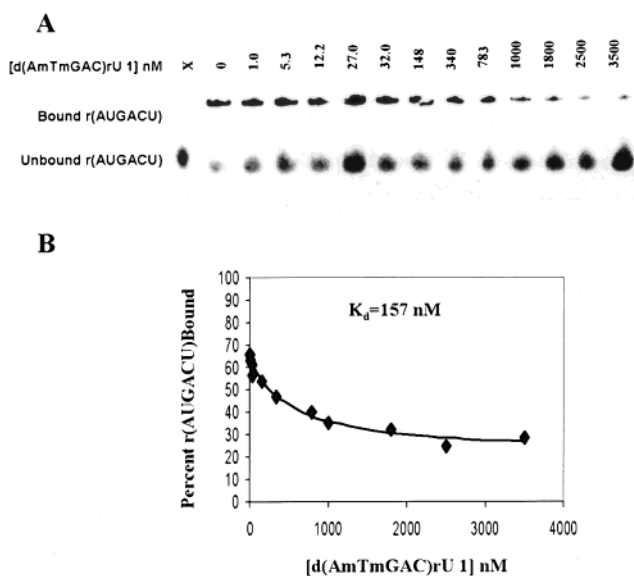 A
[d(AmTmGAC)rU 1] nM X 0 1.0 5.3 12.2 27.0 32.0 148 340 783 1000 1800 2500 3500
Bound r(AUGACU)
Unbound r(AUGACU)
B
Percent r(AUGACU)Bound
100
90
80
70
60
50
40
30
20
10
0
Kd=157 nM
0 1000 2000 3000 4000
[d(AmTmGAC)rU 1] nM